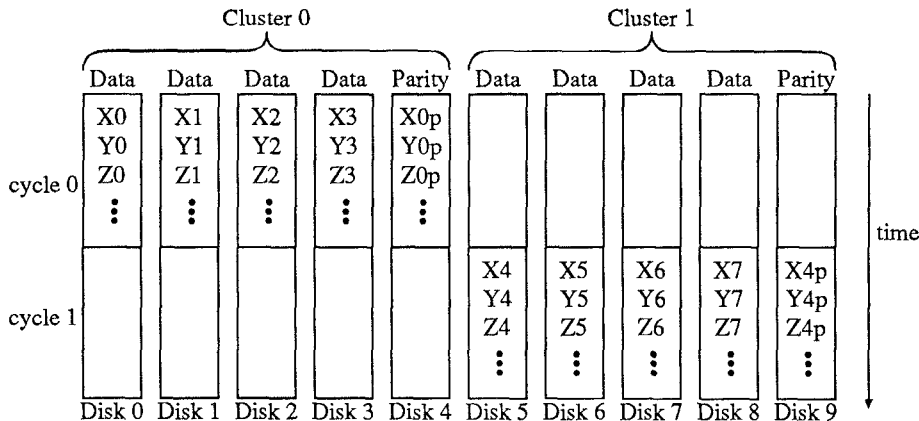 Cluster 0 Cluster 1
Data Data Data Data Parity Data Data Data Data Parity
X0 X1 X2 X3 X0p
Y0 Y1 Y2 Y3 Y0p
Z0 Z1 Z2 Z3 Z0p
cycle 0
time
X4 X5 X6 X7 X4p
Y4 Y5 Y6 Y7 Y4p
cycle 1
Z4 Z5 Z6 Z7 Z4p
Disk 0 Disk 1 Disk 2 Disk 3 Disk 4 Disk 5 Disk 6 Disk 7 Disk 8 Disk 9